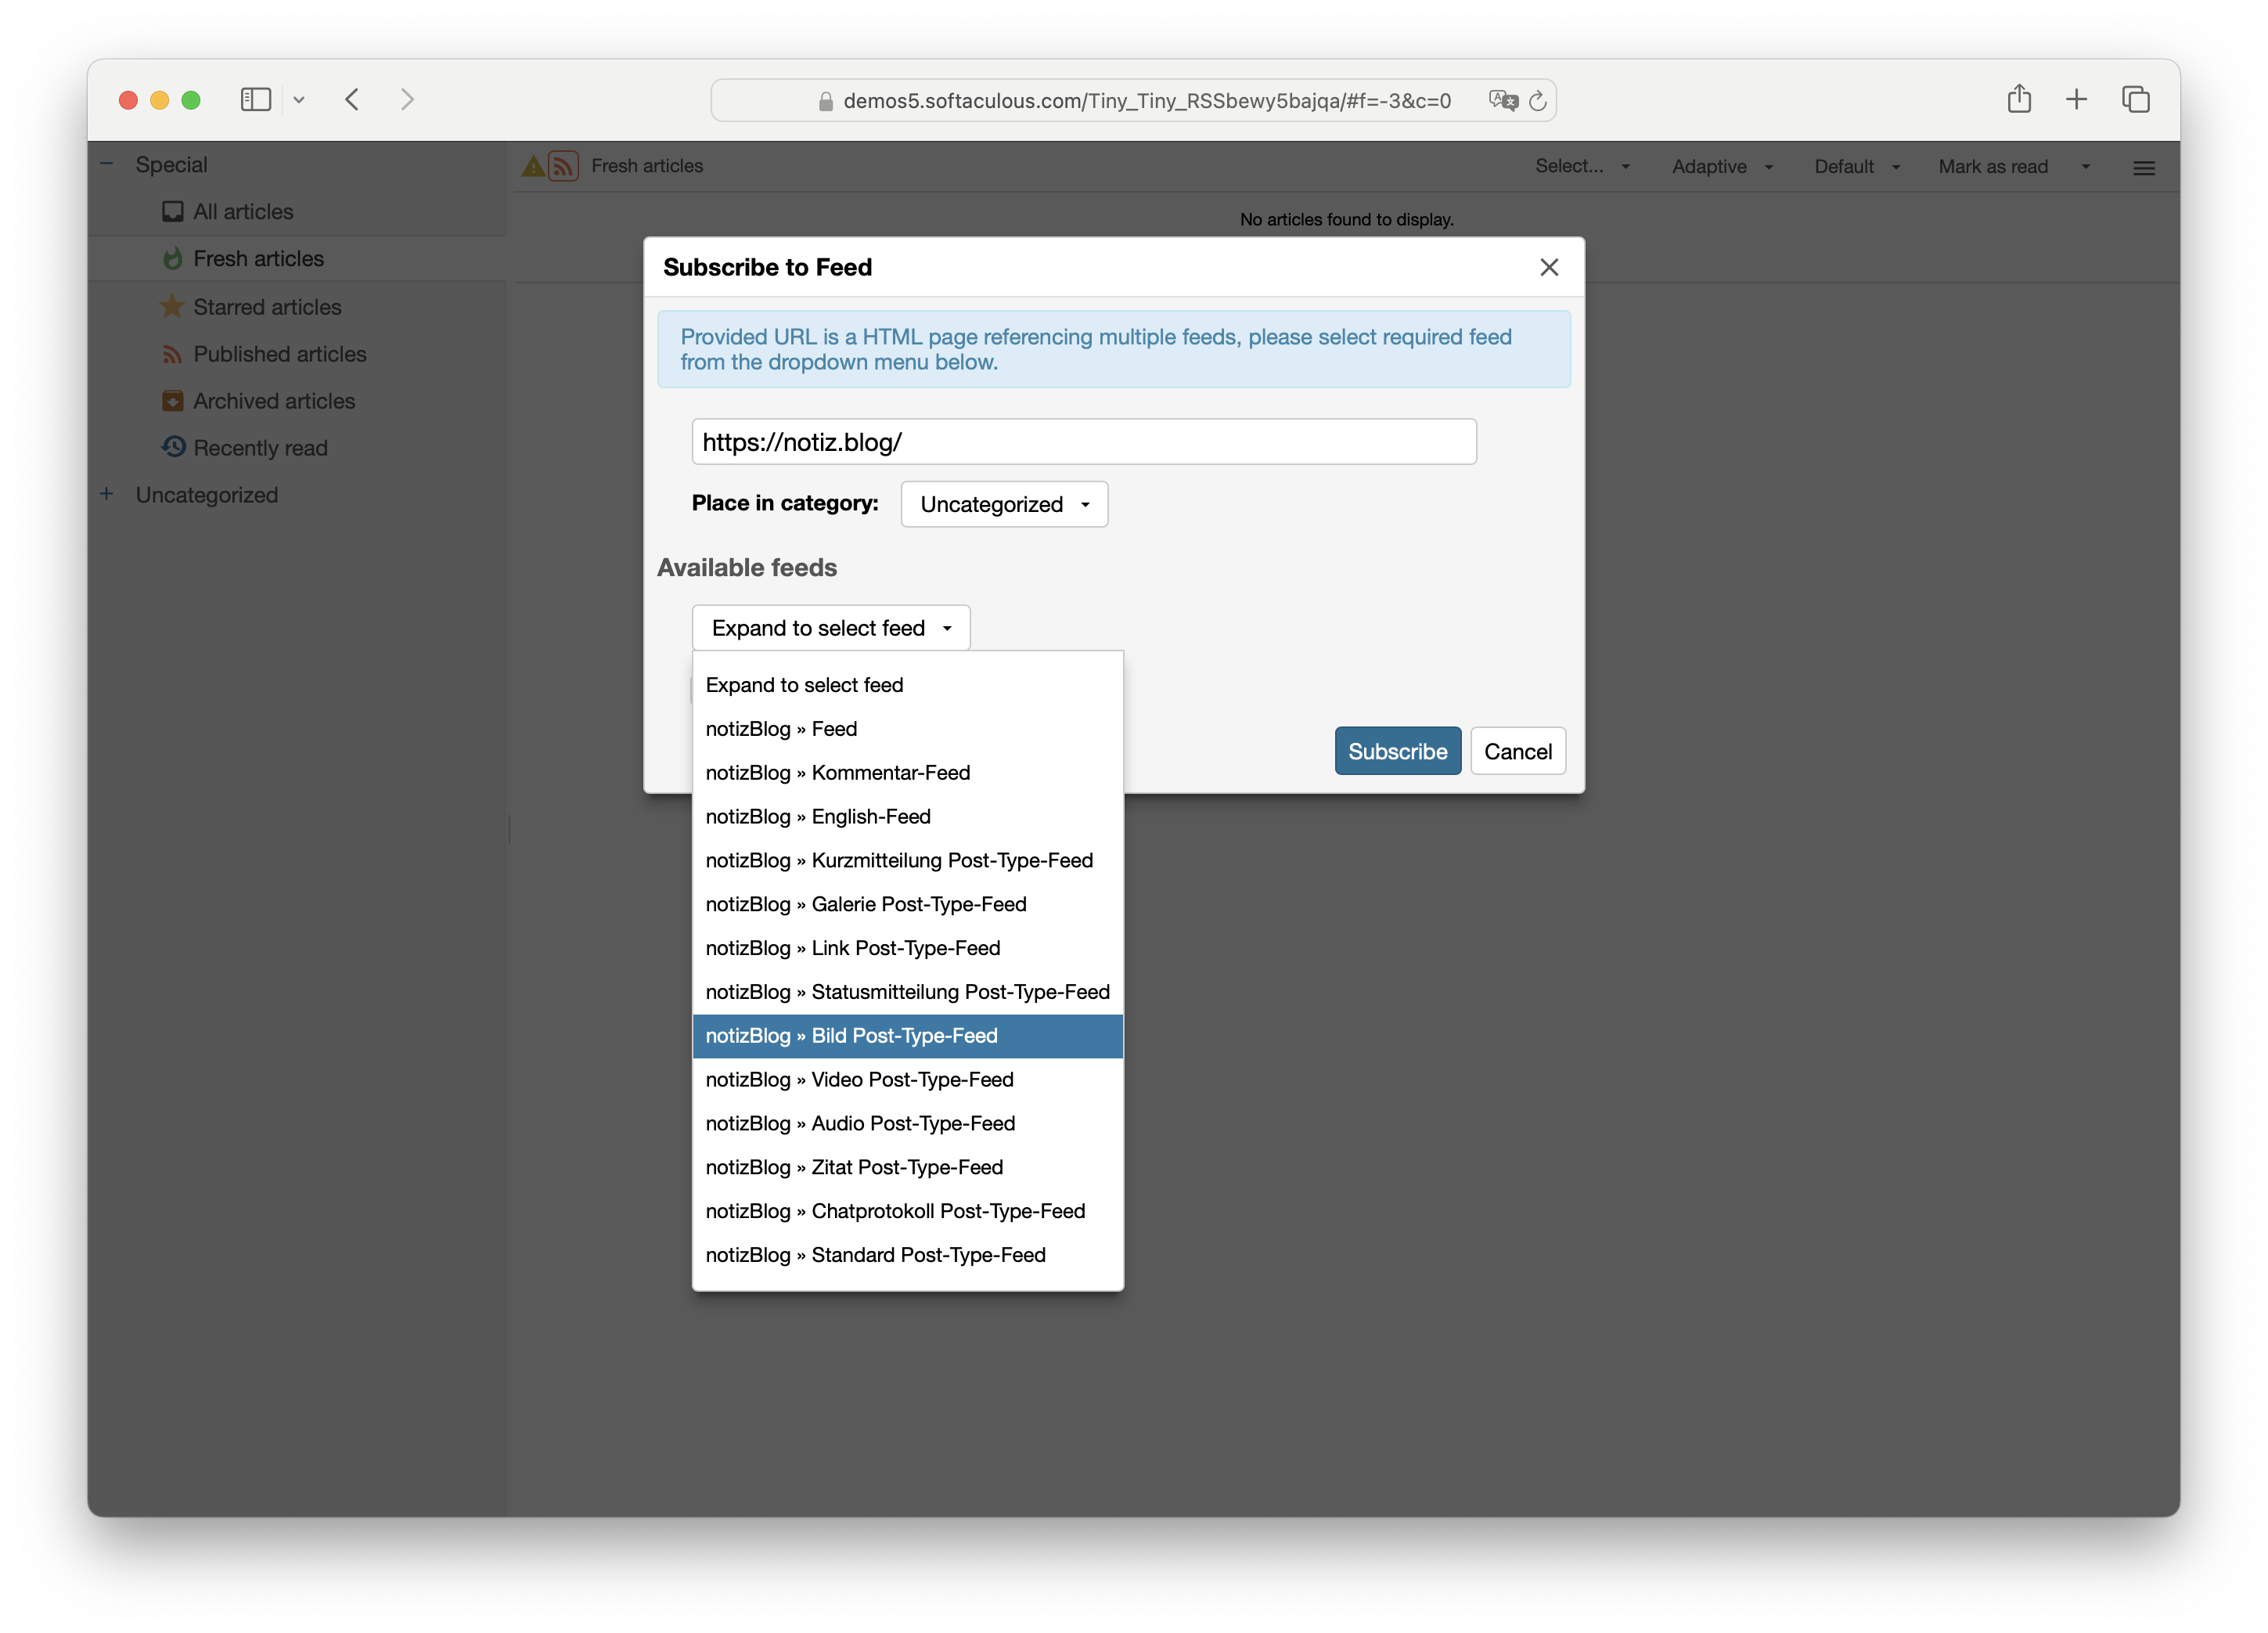 demos5.softaculous.com/Tiny_Tiny_RSSbewy5bajqa/#f=-3&c=0
Special
All articles
Fresh articles
Starred articles
Published articles
Archived articles
Recently read
Uncategorized
Fresh articles
Select...
Adaptive
Default
Mark as read
No articles found to display.
Subscribe to Feed
Provided URL is a HTML page referencing multiple feeds, please select required feed
from the dropdown menu below.
https://notiz.blog/
Place in category: Uncategorized
Available feeds
Expand to select feed
Expand to select feed
notizBlog » Feed
notizBlog » Kommentar-Feed
notizBlog » English-Feed
notizBlog » Kurzmitteilung Post-Type-Feed
notizBlog » Galerie Post-Type-Feed
notizBlog » Link Post-Type-Feed
notizBlog » Statusmitteilung Post-Type-Feed
notizBlog » Bild Post-Type-Feed
notizBlog » Video Post-Type-Feed
notizBlog » Audio Post-Type-Feed
notizBlog » Zitat Post-Type-Feed
notizBlog » Chatprotokoll Post-Type-Feed
notizBlog » Standard Post-Type-Feed
Subscribe
Cancel